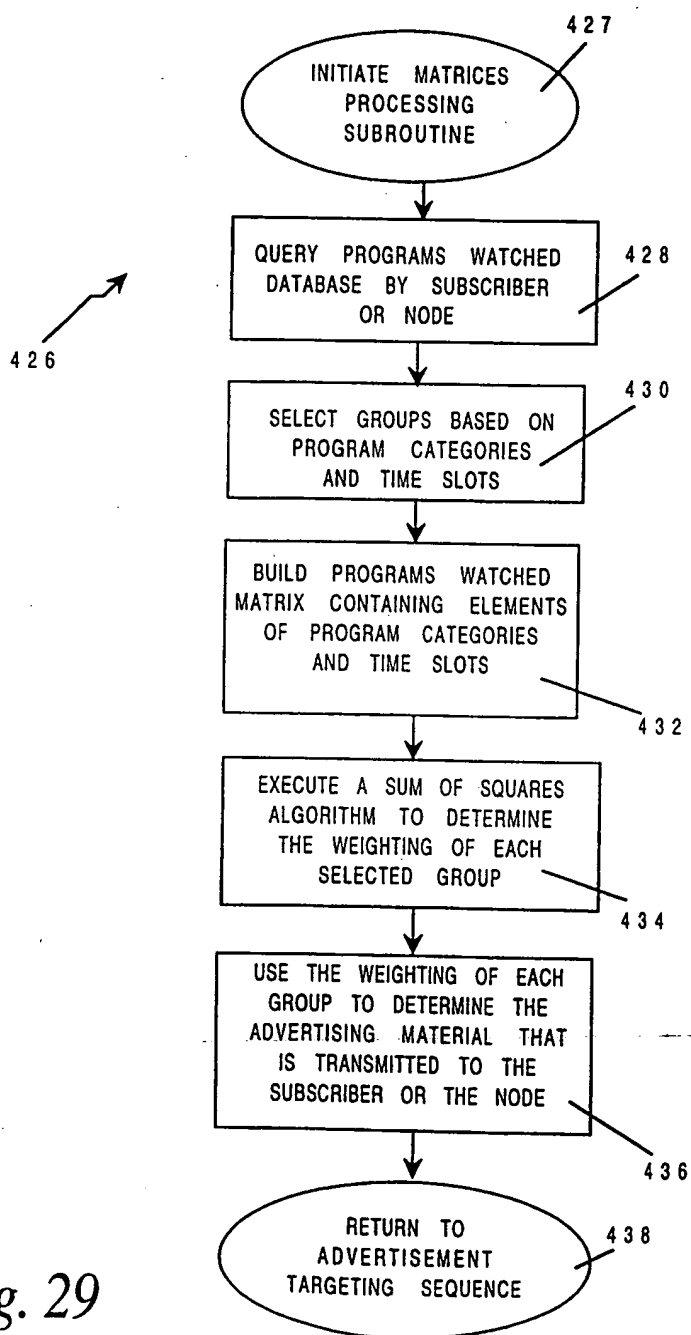 427
INITIATE MATRICES
PROCESSING
SUBROUTINE
QUERY PROGRAMS WATCHED
DATABASE BY SUBSCRIBER
OR NODE
428
426
430
SELECT GROUPS BASED ON
PROGRAM CATEGORIES
AND TIME SLOTS
BUILD PROGRAMS WATCHED
MATRIX CONTAINING ELEMENTS
OF PROGRAM CATEGORIES
AND TIME SLOTS
432
EXECUTE A SUM OF SQUARES
ALGORITHM TO DETERMINE
THE WEIGHTING OF EACH
SELECTED GROUP
434
USE THE WEIGHTING OF EACH
GROUP TO DETERMINE THE
ADVERTISING MATERIAL THAT
IS TRANSMITTED TO THE
SUBSCRIBER OR THE NODE
436
RETURN TO
ADVERTISEMENT
TARGETING SEQUENCE
438
g. 29